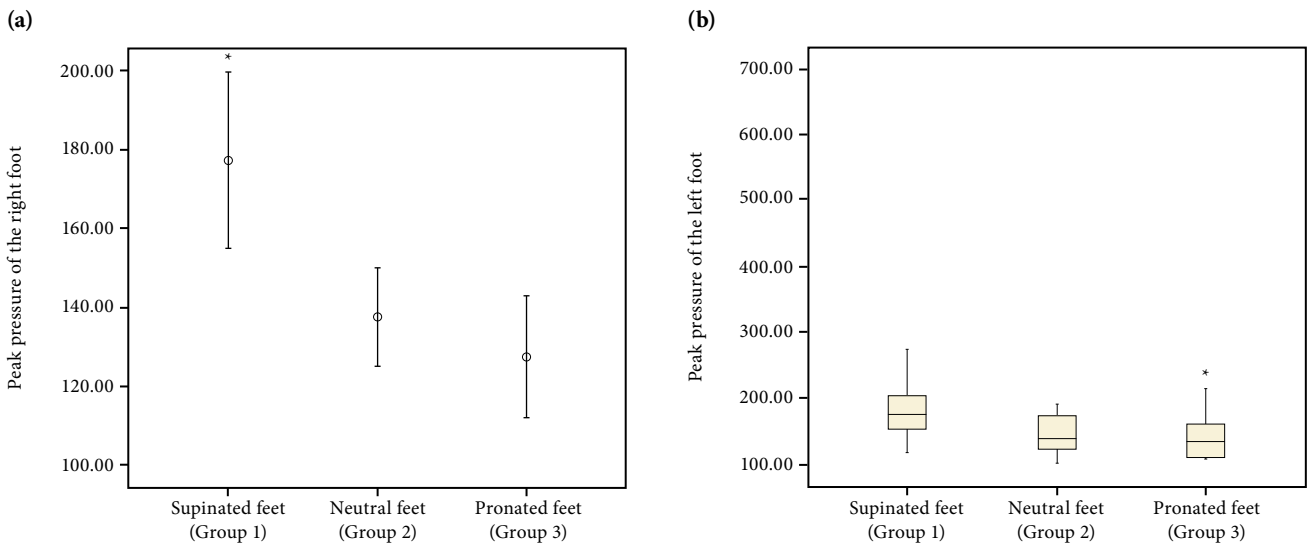 (a)
Peak pressure of the right foot
200.00
180.00
160.00
140.00
120.00
100.00
*
Supinated feet
(Group 1)
Neutral feet
(Group 2)
Pronated feet
(Group 3)
(b)
Peak pressure of the left foot
700.00
600.00
500.00
400.00
300.00
200.00
100.00
*
Supinated feet
(Group 1)
Neutral feet
(Group 2)
Pronated feet
(Group 3)